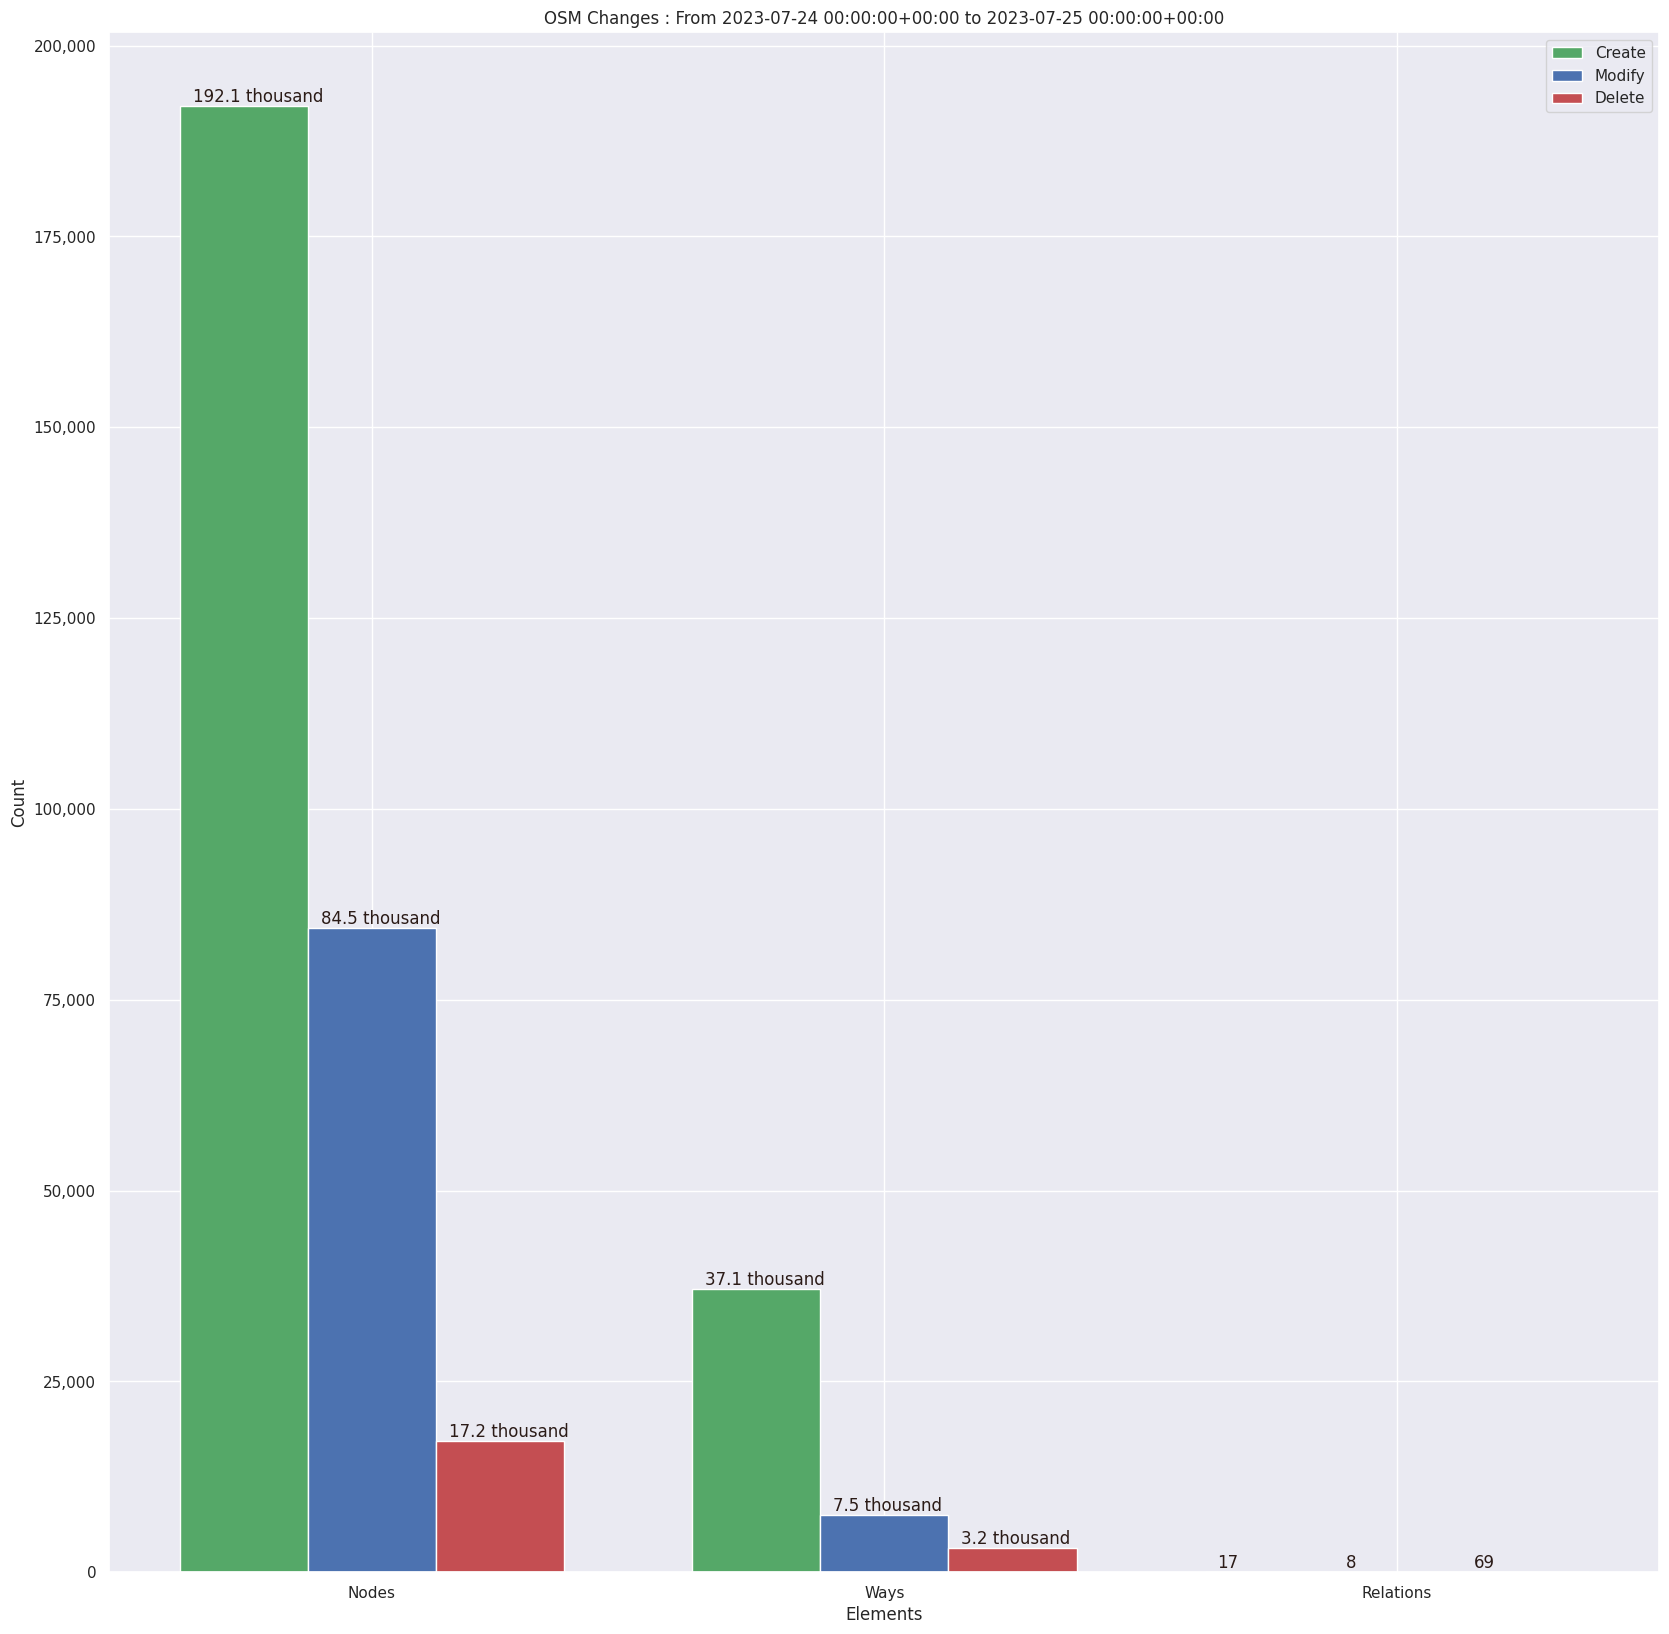 OSM Changes : From 2023-07-24 00:00:00+00:00 to 2023-07-25 00:00:00+00:00
Create
Modify
Delete
Count
200,000
175,000
150,000
125,000
100,000
75,000
50,000
25,000
0
192.1 thousand
84.5 thousand
17.2 thousand
37.1 thousand
7.5 thousand
3.2 thousand
17
8
69
Nodes
Ways
Relations
Elements